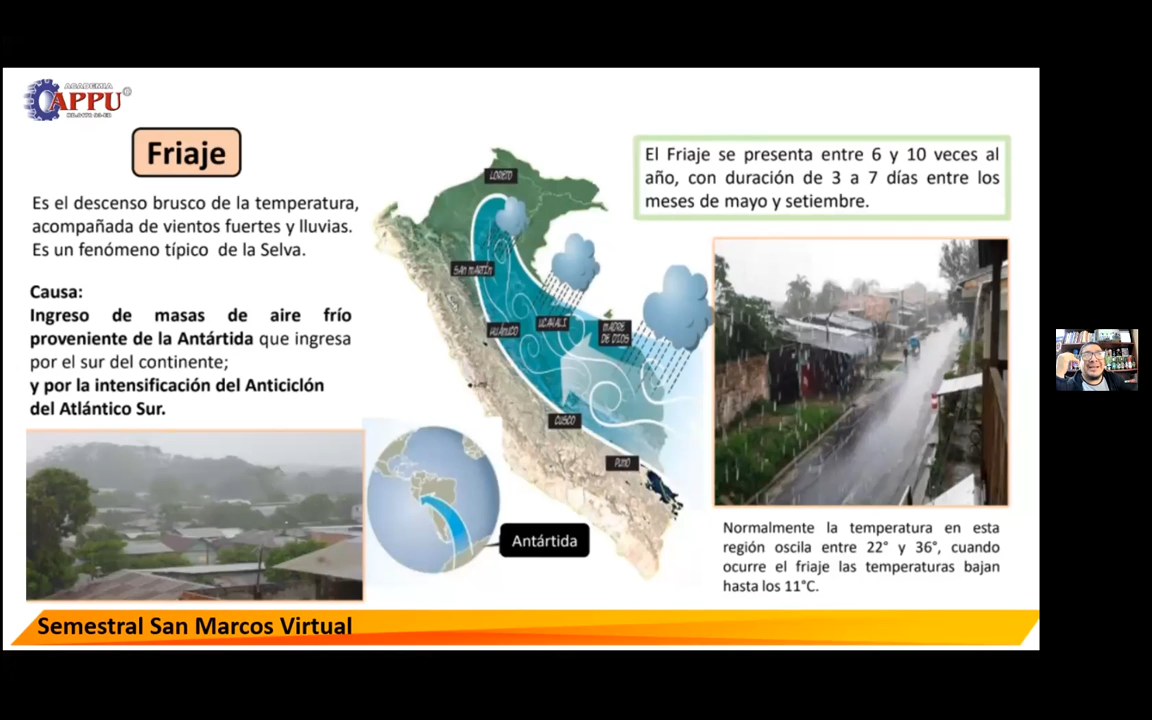 ACADEMIA
APPU
Friaje
Es el descenso brusco de la temperatura,
acompañada de vientos fuertes y lluvias.
Es un fenómeno típico de la Selva.
Causa:
Ingreso de masas de aire frío
proveniente de la Antártida que ingresa
por el sur del continente;
y por la intensificación del Anticiclón
del Atlántico Sur.
LORETO
SAN MARTÍN
HUÁNUCO
UCAYALI
MADRE
DE DIOS
CUSCO
PUNO
Antártida
El Friaje se presenta entre 6 y 10 veces al
año, con duración de 3 a 7 días entre los
meses de mayo y setiembre.
Normalmente la temperatura en esta
región oscila entre 22° y 36°, cuando
ocurre el friaje las temperaturas bajan
hasta los 11°C.
Semestral San Marcos Virtual